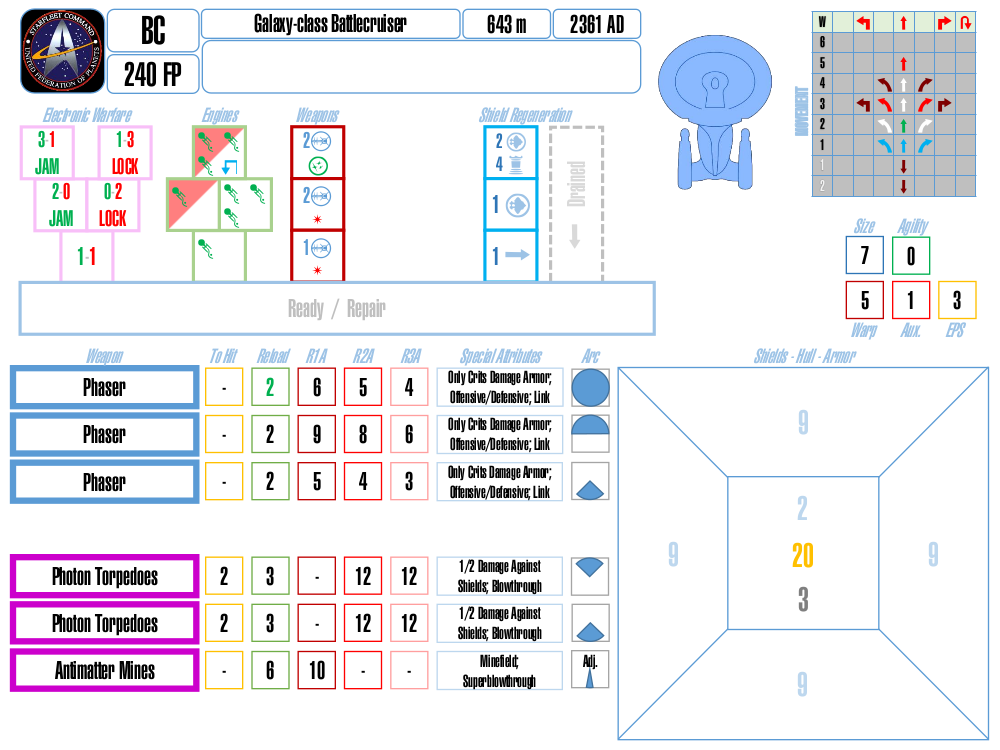 STARFLEET COMMAND
UNITED FEDERATION OF PLANETS
BC
Galaxy-class Battlecruiser
643 m
2361 AD
240 FP
Electronic Warfare
3-1
JAM
1-3
LOCK
2-0
JAM
0-2
LOCK
1-1
Engines
Weapons
2
2
1
Shield Regeneration
2
4
1
1
Drained
Ready / Repair
MOVEMENT
W
6
5
4
3
2
1
1
2
Size
Agility
7
0
5
1
3
Warp
Aux.
EPS
Weapon
To Hit
Reload
R1A
R2A
R3A
Special Attributes
Arc
Phaser
-
2
6
5
4
Only Crits Damage Armor;
Offensive/Defensive; Link
Phaser
-
2
9
8
6
Only Crits Damage Armor;
Offensive/Defensive; Link
Phaser
-
2
5
4
3
Only Crits Damage Armor;
Offensive/Defensive; Link
Photon Torpedoes
2
3
-
12
12
1/2 Damage Against
Shields; Blowthrough
Photon Torpedoes
2
3
-
12
12
1/2 Damage Against
Shields; Blowthrough
Antimatter Mines
-
6
10
-
-
Minefield;
Superblowthrough
Adj.
Shields - Hull - Armor
9
2
9
20
9
3
9